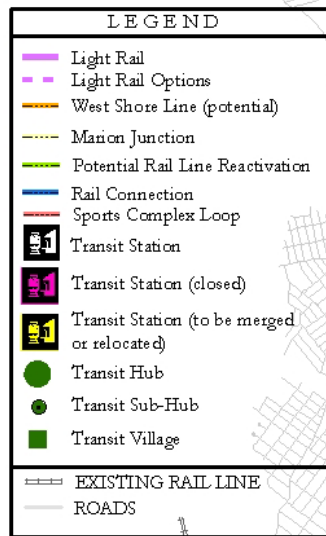 LEGEND
Light Rail
Light Rail Options
West Shore Line (potential)
Marion Junction
Potential Rail Line Reactivation
Rail Connection
Sports Complex Loop
Transit Station
Transit Station (closed)
Transit Station (to be merged
or relocated)
Transit Hub
Transit Sub-Hub
Transit Village
EXISTING RAIL LINE
ROADS